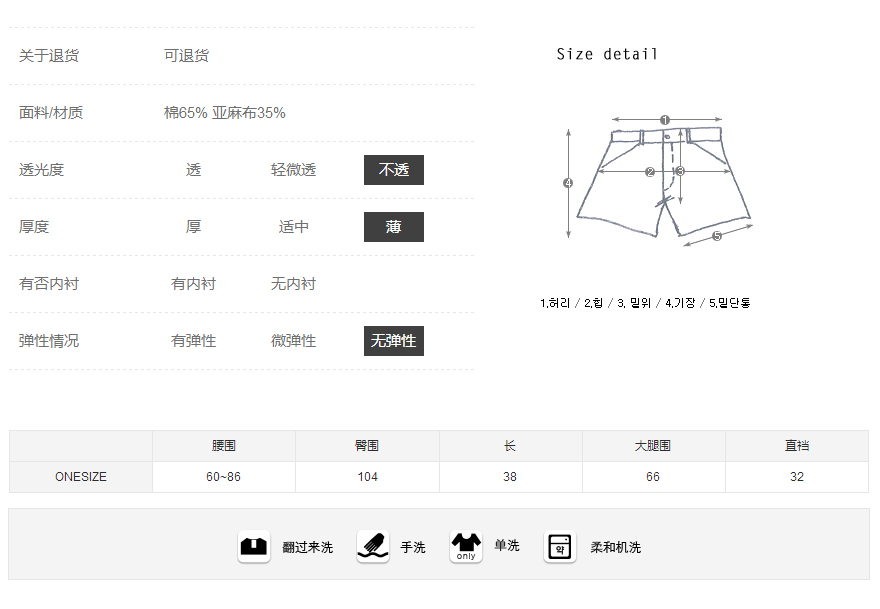 关于退货 可退货
面料/材质 棉65% 亚麻布35%
透光度 透 轻微透 不透
厚度 厚 适中 薄
有否内衬 有内衬 无内衬
弹性情况 有弹性 微弹性 无弹性
Size detail
1
2
3
4
5
1.허리 / 2.힙 / 3. 밑위 / 4.기장 / 5.밑단통
腰围 臀围 长 大腿围 直裆
ONESIZE 60~86 104 38 66 32
翻过来洗 手洗 only 单洗 약 柔和机洗